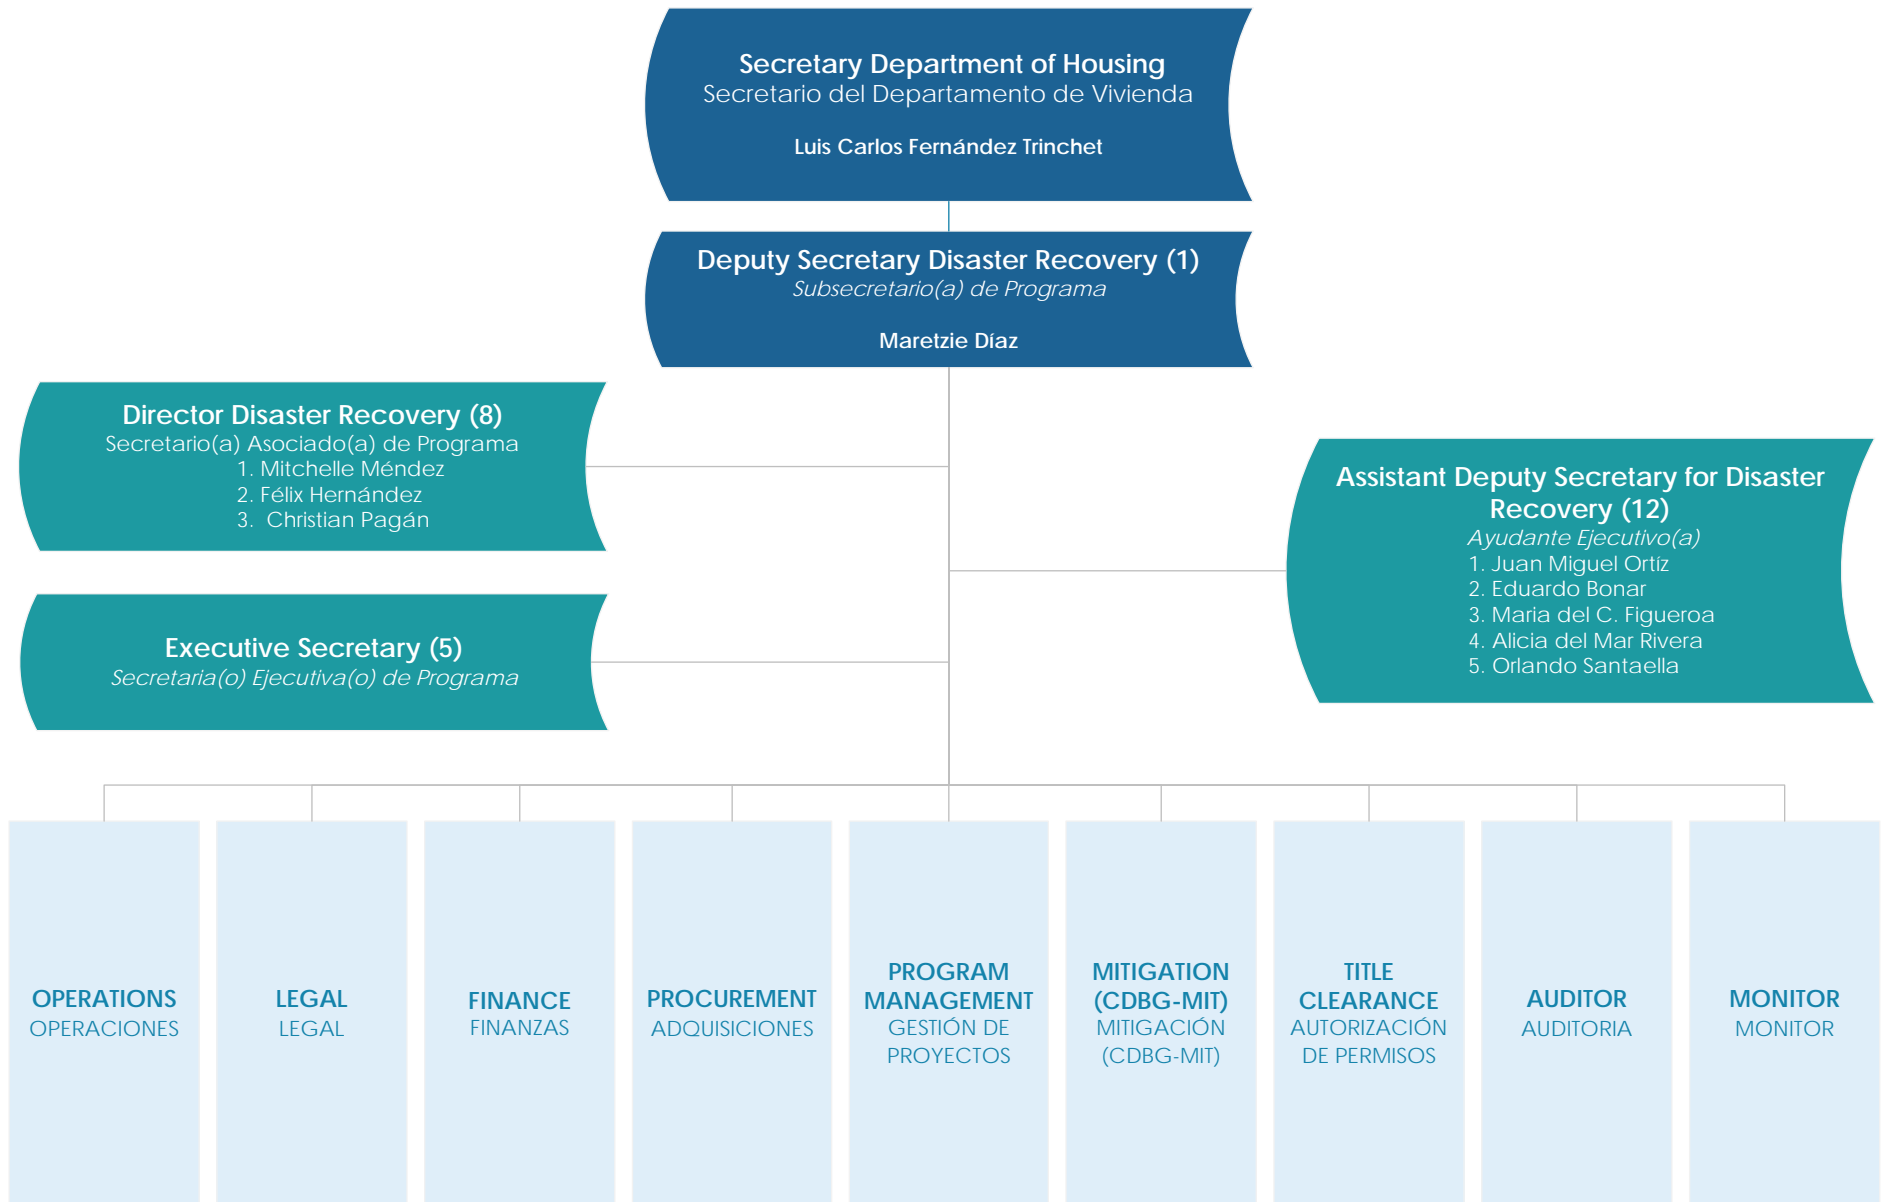 Secretary Department of Housing
Secretario del Departamento de Vivienda
Luis Carlos Fernández Trinchet
Deputy Secretary Disaster Recovery (1)
Subsecretario(a) de Programa
Maretzie Díaz
Director Disaster Recovery (8)
Secretario(a) Asociado(a) de Programa
1. Mitchelle Méndez
2. Félix Hernández
3. Christian Pagán
Assistant Deputy Secretary for Disaster
Recovery (12)
Ayudante Ejecutivo(a)
1. Juan Miguel Ortíz
2. Eduardo Bonar
3. Maria del C. Figueroa
4. Alicia del Mar Rivera
5. Orlando Santaella
Executive Secretary (5)
Secretaria(o) Ejecutiva(o) de Programa
OPERATIONS
OPERACIONES
LEGAL
LEGAL
FINANCE
FINANZAS
PROCUREMENT
ADQUISICIONES
PROGRAM
MANAGEMENT
GESTIÓN DE
PROYECTOS
MITIGATION
(CDBG-MIT)
MITIGACIÓN
(CDBG-MIT)
TITLE
CLEARANCE
AUTORIZACIÓN
DE PERMISOS
AUDITOR
AUDITORIA
MONITOR
MONITOR